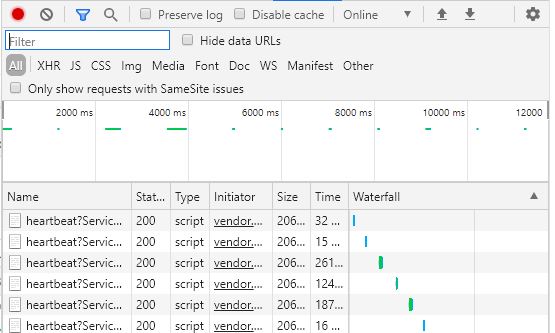 Preserve log Disable cache Online
Filter Hide data URLs
All XHR JS CSS Img Media Font Doc WS Manifest Other
Only show requests with SameSite issues
2000 ms 4000 ms 6000 ms 8000 ms 10000 ms 12000
Name Stat... Type Initiator Size Time Waterfall
heartbeat?Servic... 200 script vendor.... 206... 32 ...
heartbeat?Servic... 200 script vendor.... 206... 15 ...
heartbeat?Servic... 200 script vendor.... 206... 261...
heartbeat?Servic... 200 script vendor.... 206... 124...
heartbeat?Servic... 200 script vendor.... 206... 187...
heartbeat?Servic... 200 script vendor.... 206... 16 ...